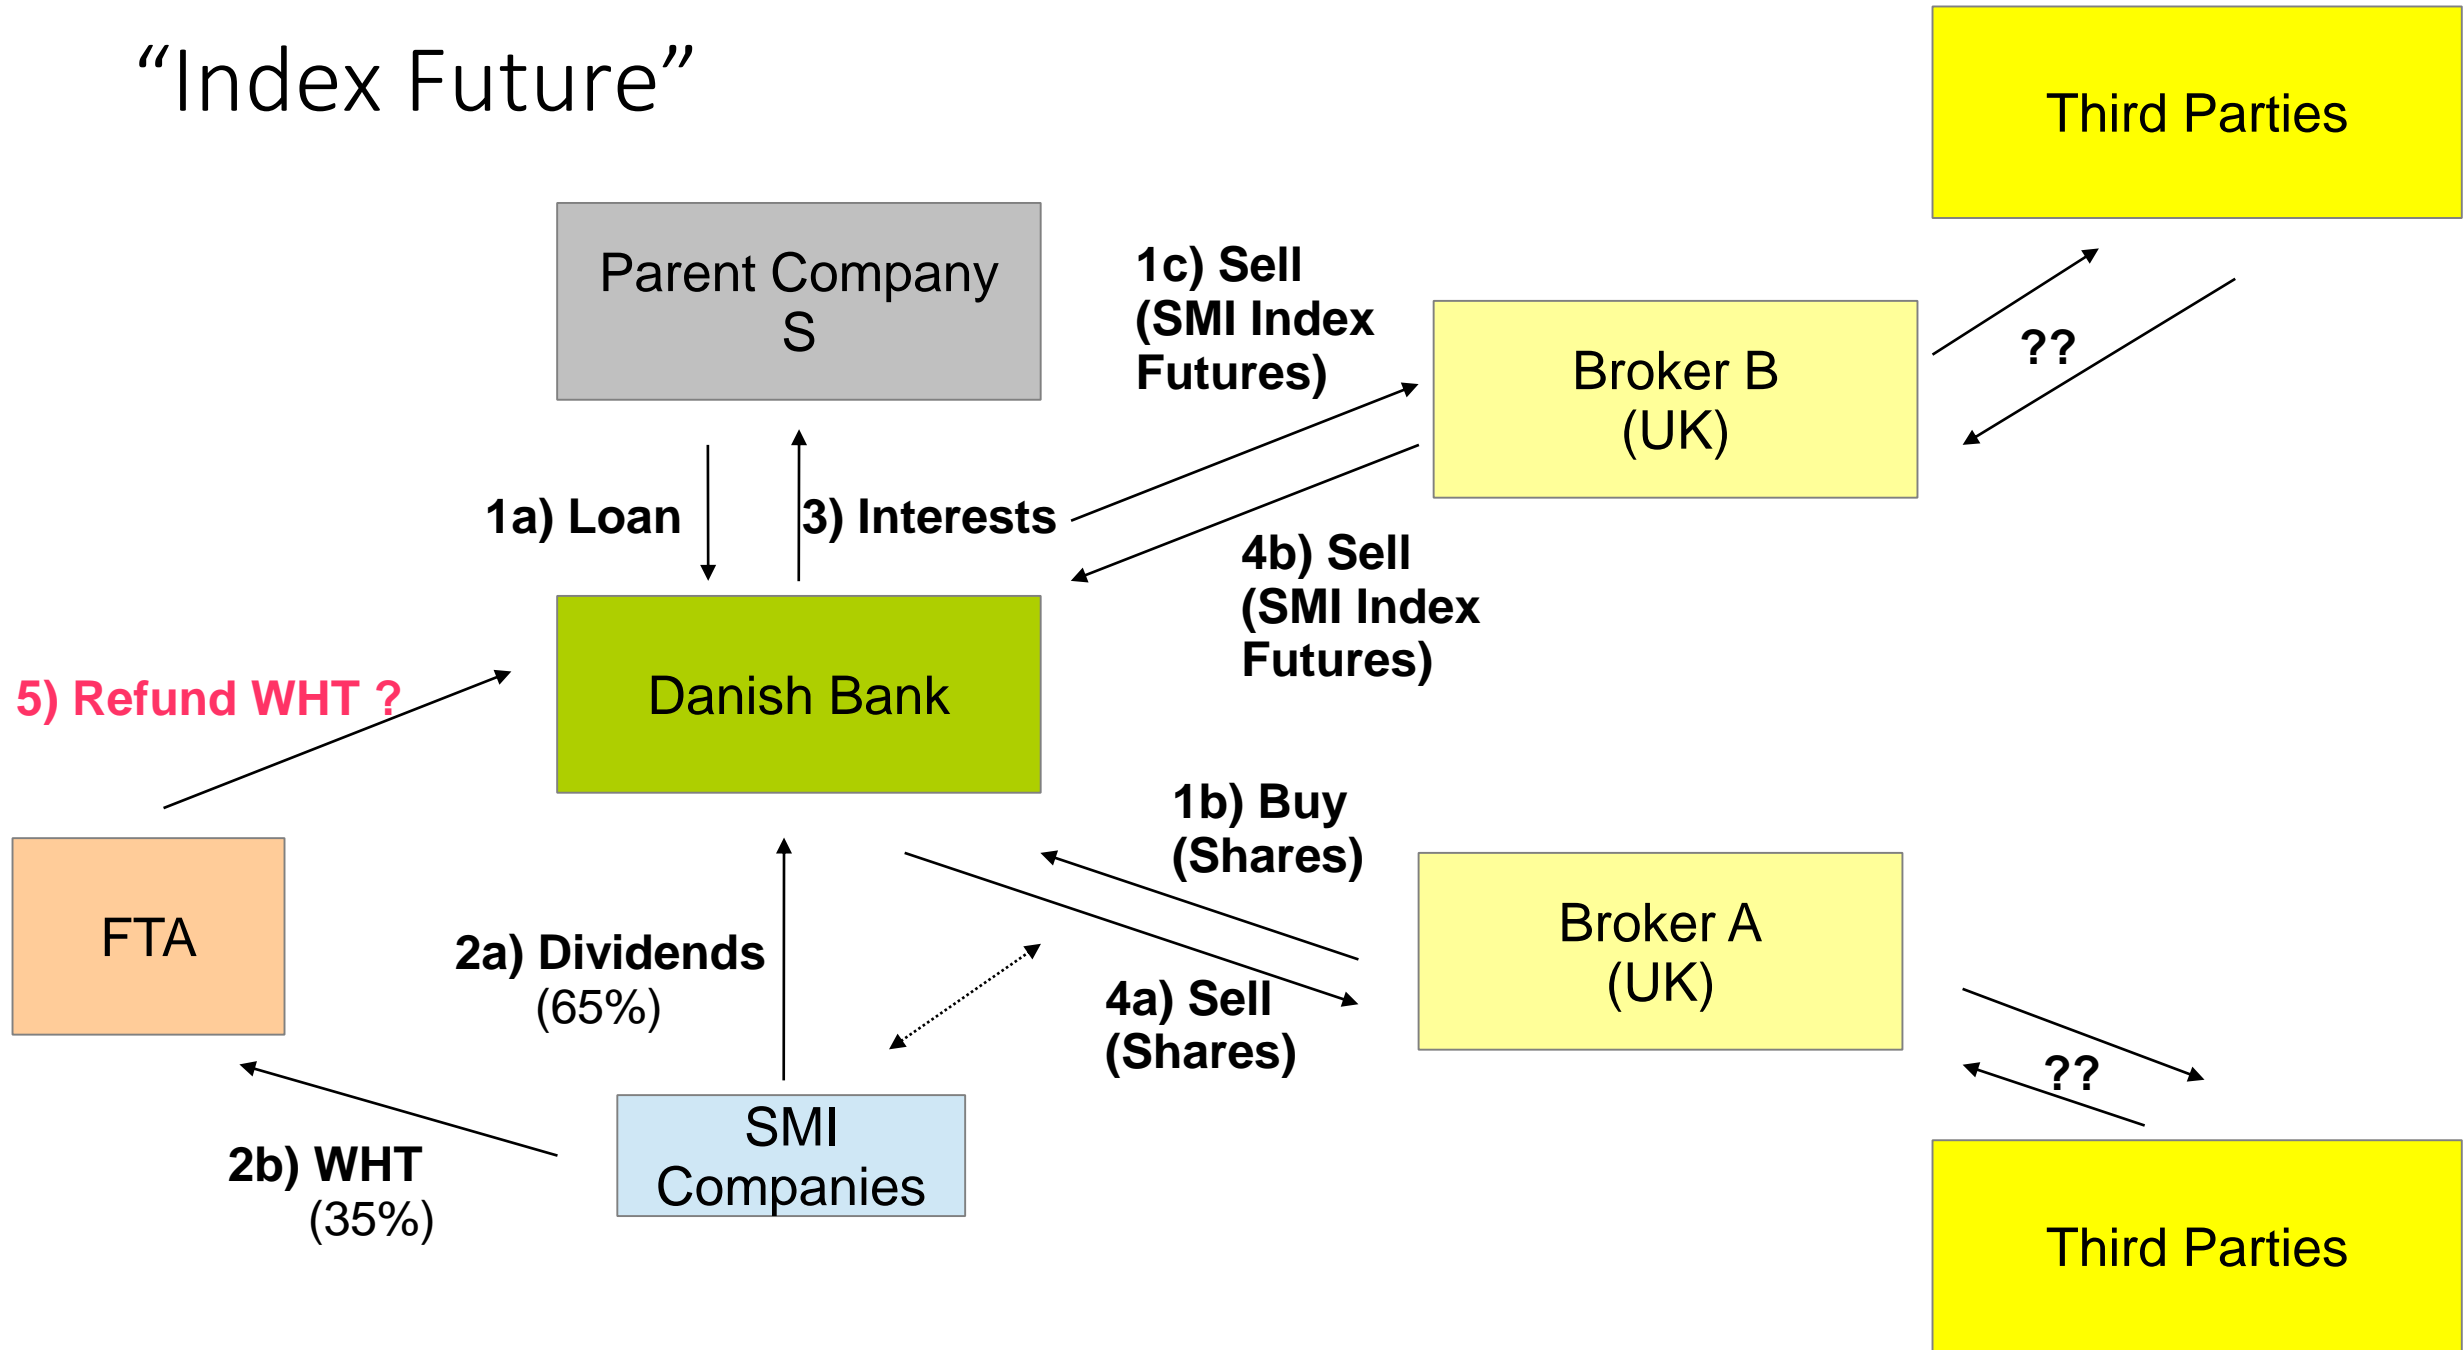 “Index Future”
Third Parties
Parent Company
S
1c) Sell
(SMI Index
Futures)
Broker B
(UK)
??
1a) Loan
3) Interests
4b) Sell
(SMI Index
Futures)
5) Refund WHT ?
Danish Bank
1b) Buy
(Shares)
FTA
2a) Dividends
(65%)
Broker A
(UK)
4a) Sell
(Shares)
??
2b) WHT
(35%)
SMI
Companies
Third Parties